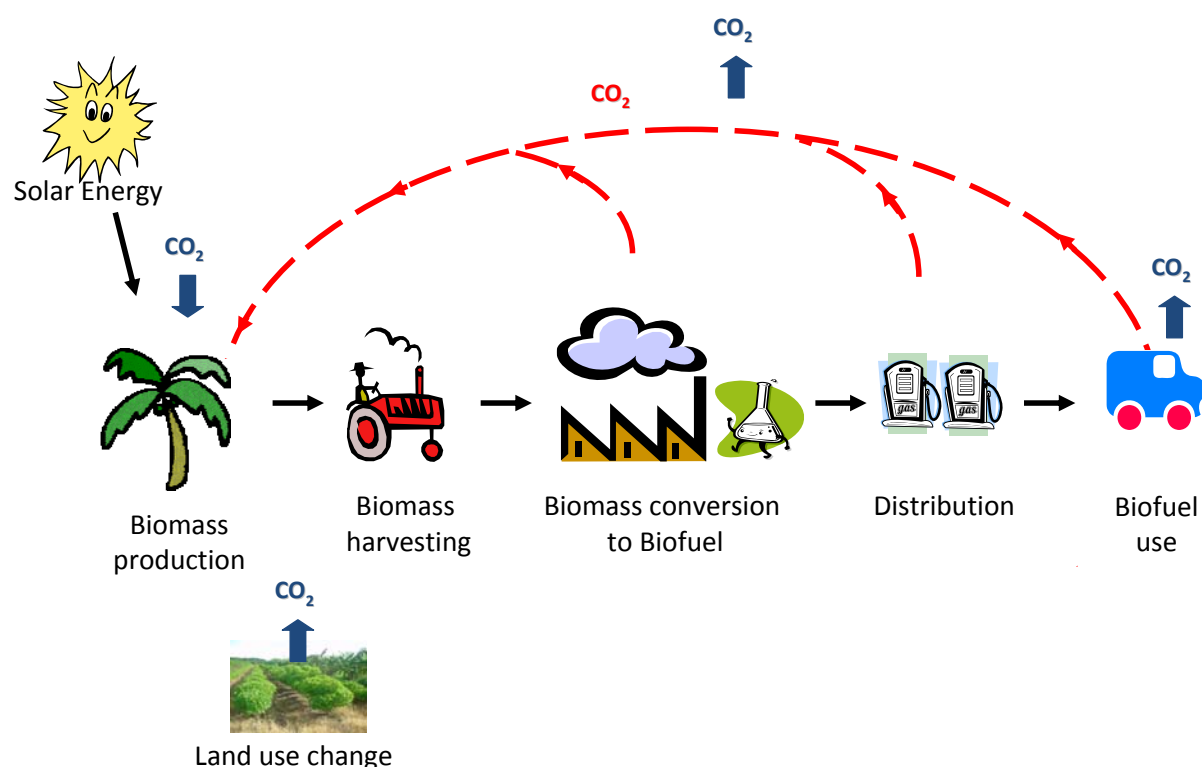 CO₂
CO₂
Solar Energy
CO₂
CO₂
gas
gas
Biomass
production
Biomass
harvesting
Biomass conversion
to Biofuel
Distribution
Biofuel
use
CO₂
Land use change